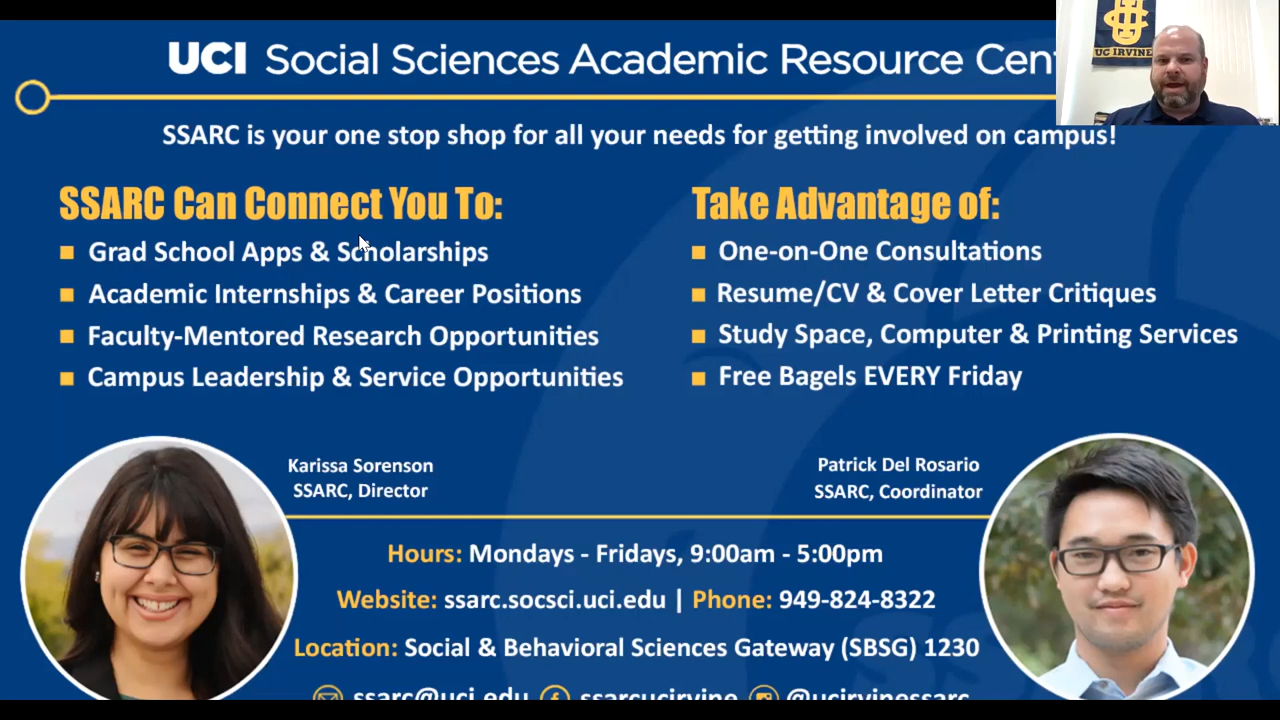 UCI Social Sciences Academic Resource Cent
UC IRVINE
SSARC is your one stop shop for all your needs for getting involved on campus!
SSARC Can Connect You To:
Grad School Apps & Scholarships
Academic Internships & Career Positions
Faculty-Mentored Research Opportunities
Campus Leadership & Service Opportunities
Take Advantage of:
One-on-One Consultations
Resume/CV & Cover Letter Critiques
Study Space, Computer & Printing Services
Free Bagels EVERY Friday
Karissa Sorenson
SSARC, Director
Patrick Del Rosario
SSARC, Coordinator
Hours: Mondays - Fridays, 9:00am - 5:00pm
Website: ssarc.socsci.uci.edu | Phone: 949-824-8322
Location: Social & Behavioral Sciences Gateway (SBSG) 1230
ssarc@uci.edu ssarcucirvine @ucirvinessarc